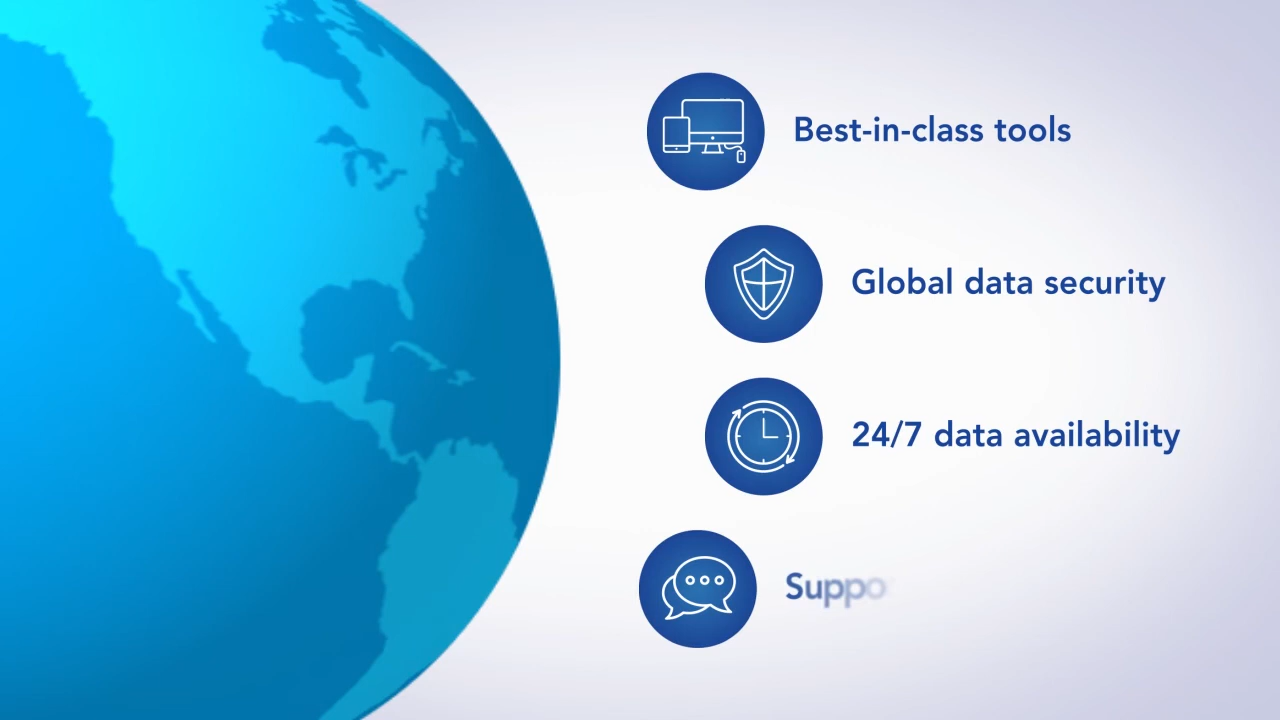 Best-in-class tools
Global data security
24/7 data availability
Suppo